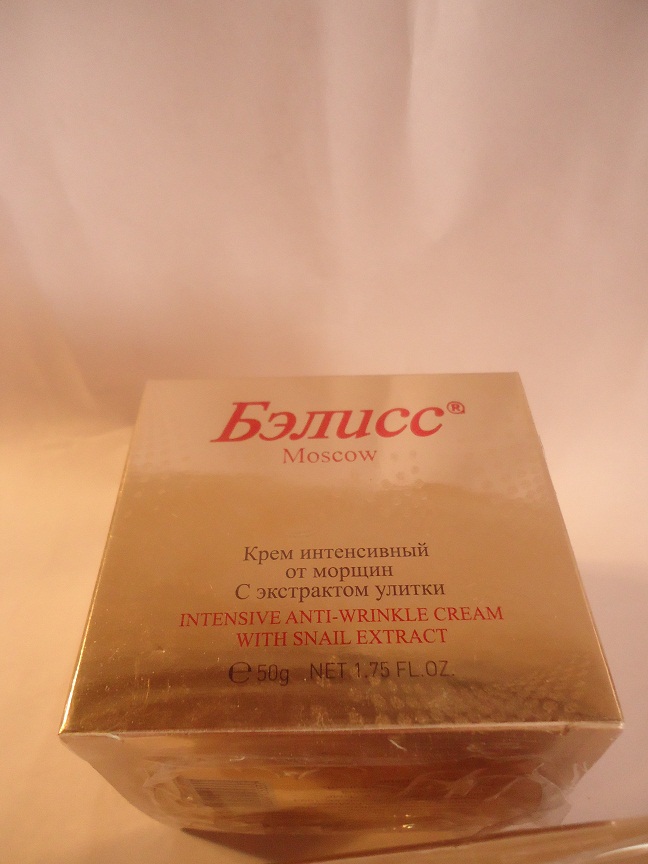 Бэлисс®
Moscow
Крем интенсивный
от морщин
С экстрактом улитки
INTENSIVE ANTI-WRINKLE CREAM
WITH SNAIL EXTRACT
℮ 50g NET 1.75 FL.OZ.